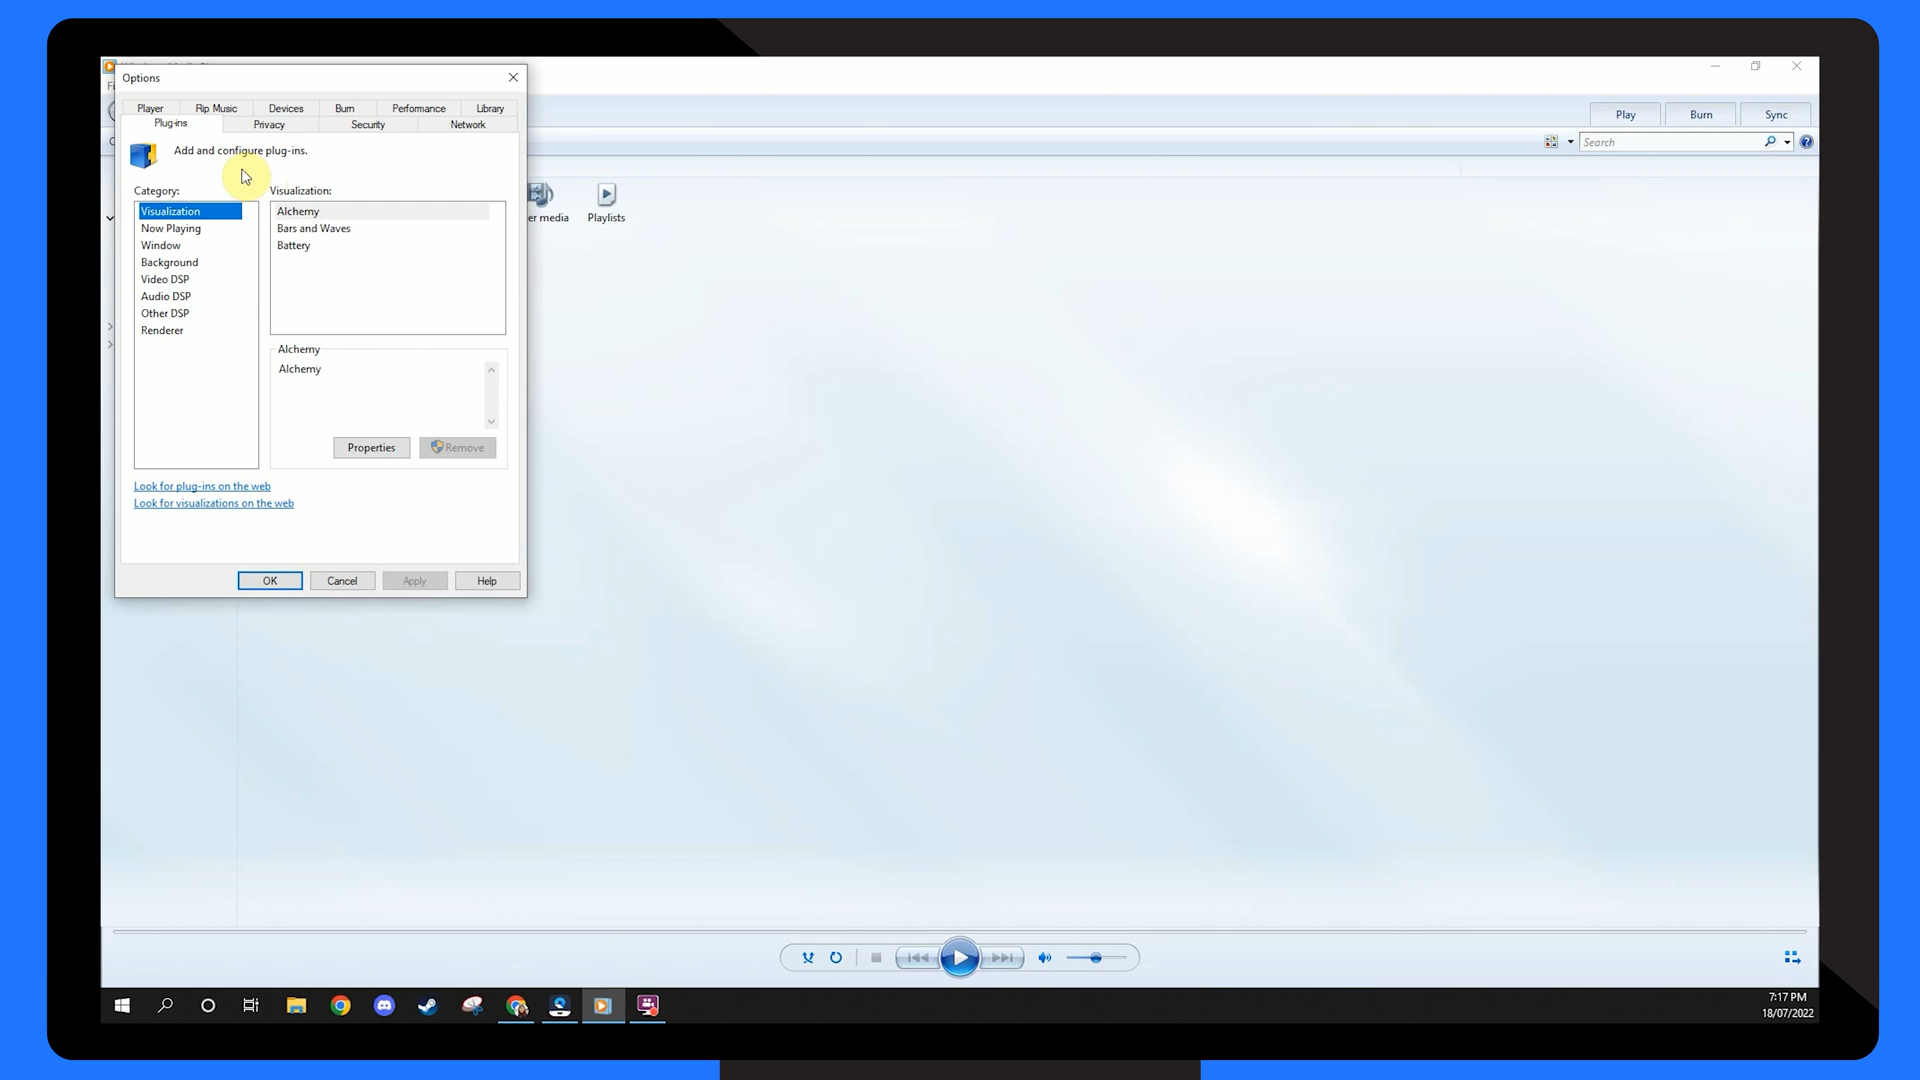 Options
Player Rip Music Devices Burn Performance Library
Plug-ins Privacy Security Network
Add and configure plug-ins.
Category:
Visualization
Now Playing
Window
Background
Video DSP
Audio DSP
Other DSP
Renderer
Visualization:
Alchemy
Bars and Waves
Battery
Alchemy
Alchemy
Properties Remove
Look for plug-ins on the web
Look for visualizations on the web
OK Cancel Apply Help
Play Burn Sync
Search
er media Playlists
7:17 PM
18/07/2022